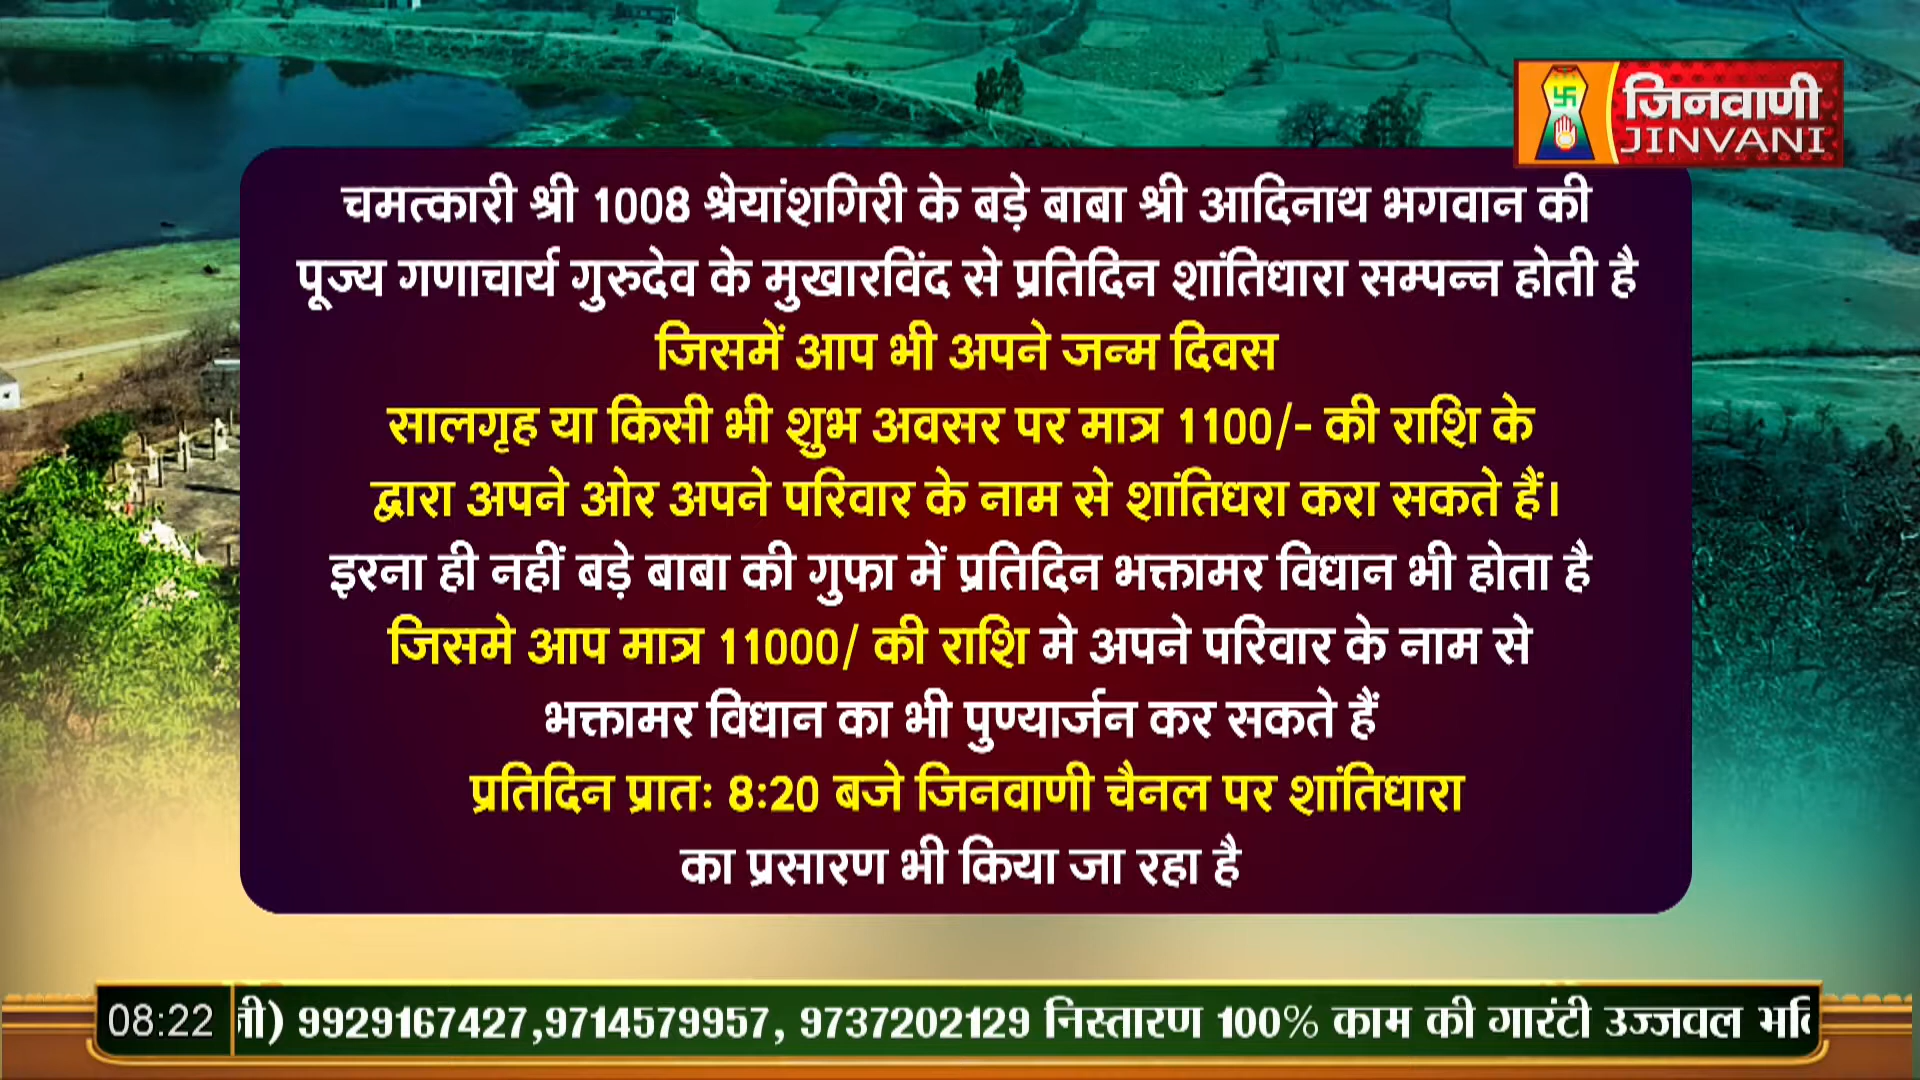 जिनवाणी
JINVANI
चमत्कारी श्री 1008 श्रेयांशगिरी के बड़े बाबा श्री आदिनाथ भगवान की
पूज्य गणाचार्य गुरुदेव के मुखारविंद से प्रतिदिन शांतिधारा सम्पन्न होती है
जिसमें आप भी अपने जन्म दिवस
सालगृह या किसी भी शुभ अवसर पर मात्र 1100/- की राशि के
द्वारा अपने ओर अपने परिवार के नाम से शांतिधरा करा सकते हैं।
इरना ही नहीं बड़े बाबा की गुफा में प्रतिदिन भक्तामर विधान भी होता है
जिसमे आप मात्र 11000/ की राशि मे अपने परिवार के नाम से
भक्तामर विधान का भी पुण्यार्जन कर सकते हैं
प्रतिदिन प्रातः 8:20 बजे जिनवाणी चैनल पर शांतिधारा
का प्रसारण भी किया जा रहा है
08:22 9929167427,9714579957, 9737202129 निस्तारण 100% काम की गारंटी उज्जवल